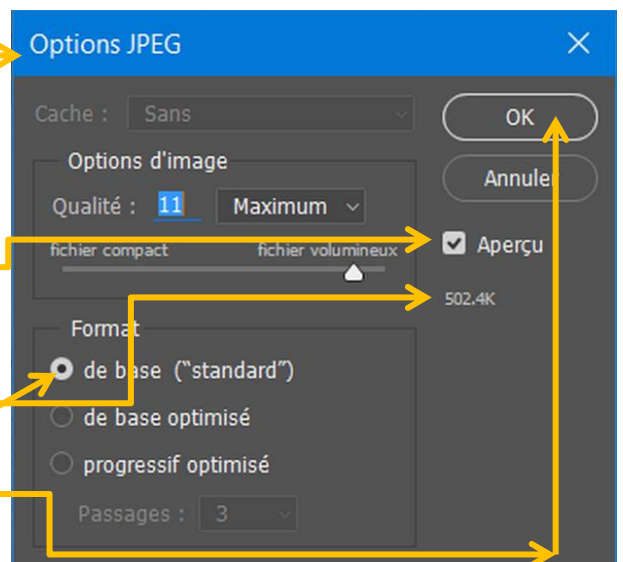 Options JPEG
Cache : Sans
OK
Options d'image
Annuler
Qualité : 11 Maximum
Aperçu
fichier compact fichier volumineux
502.4K
Format
de base ("standard")
de base optimisé
progressif optimisé
Passages : 3